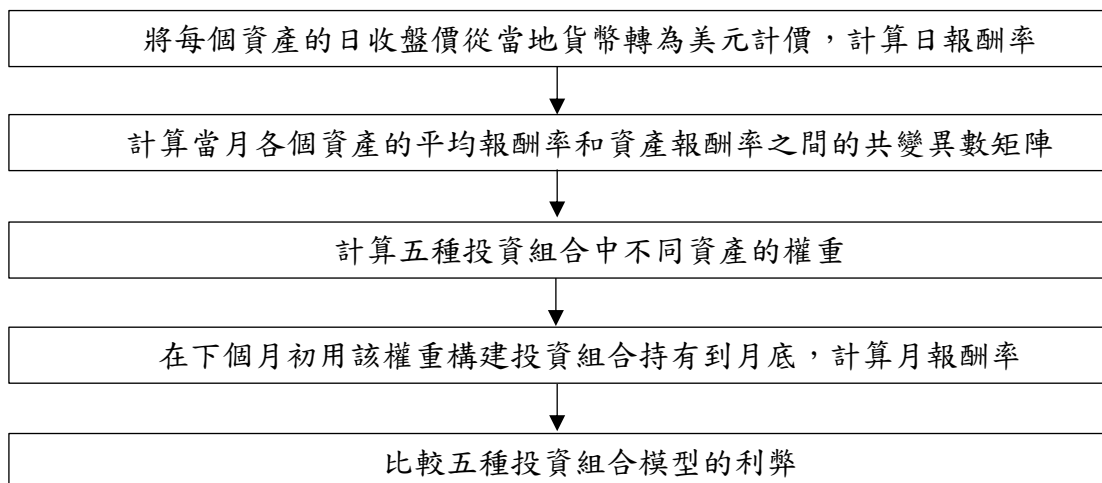 將每個資產的日收盤價從當地貨幣轉為美元計價，計算日報酬率
計算當月各個資產的平均報酬率和資產報酬率之間的共變異數矩陣
計算五種投資組合中不同資產的權重
在下個月初用該權重構建投資組合持有到月底，計算月報酬率
比較五種投資組合模型的利弊